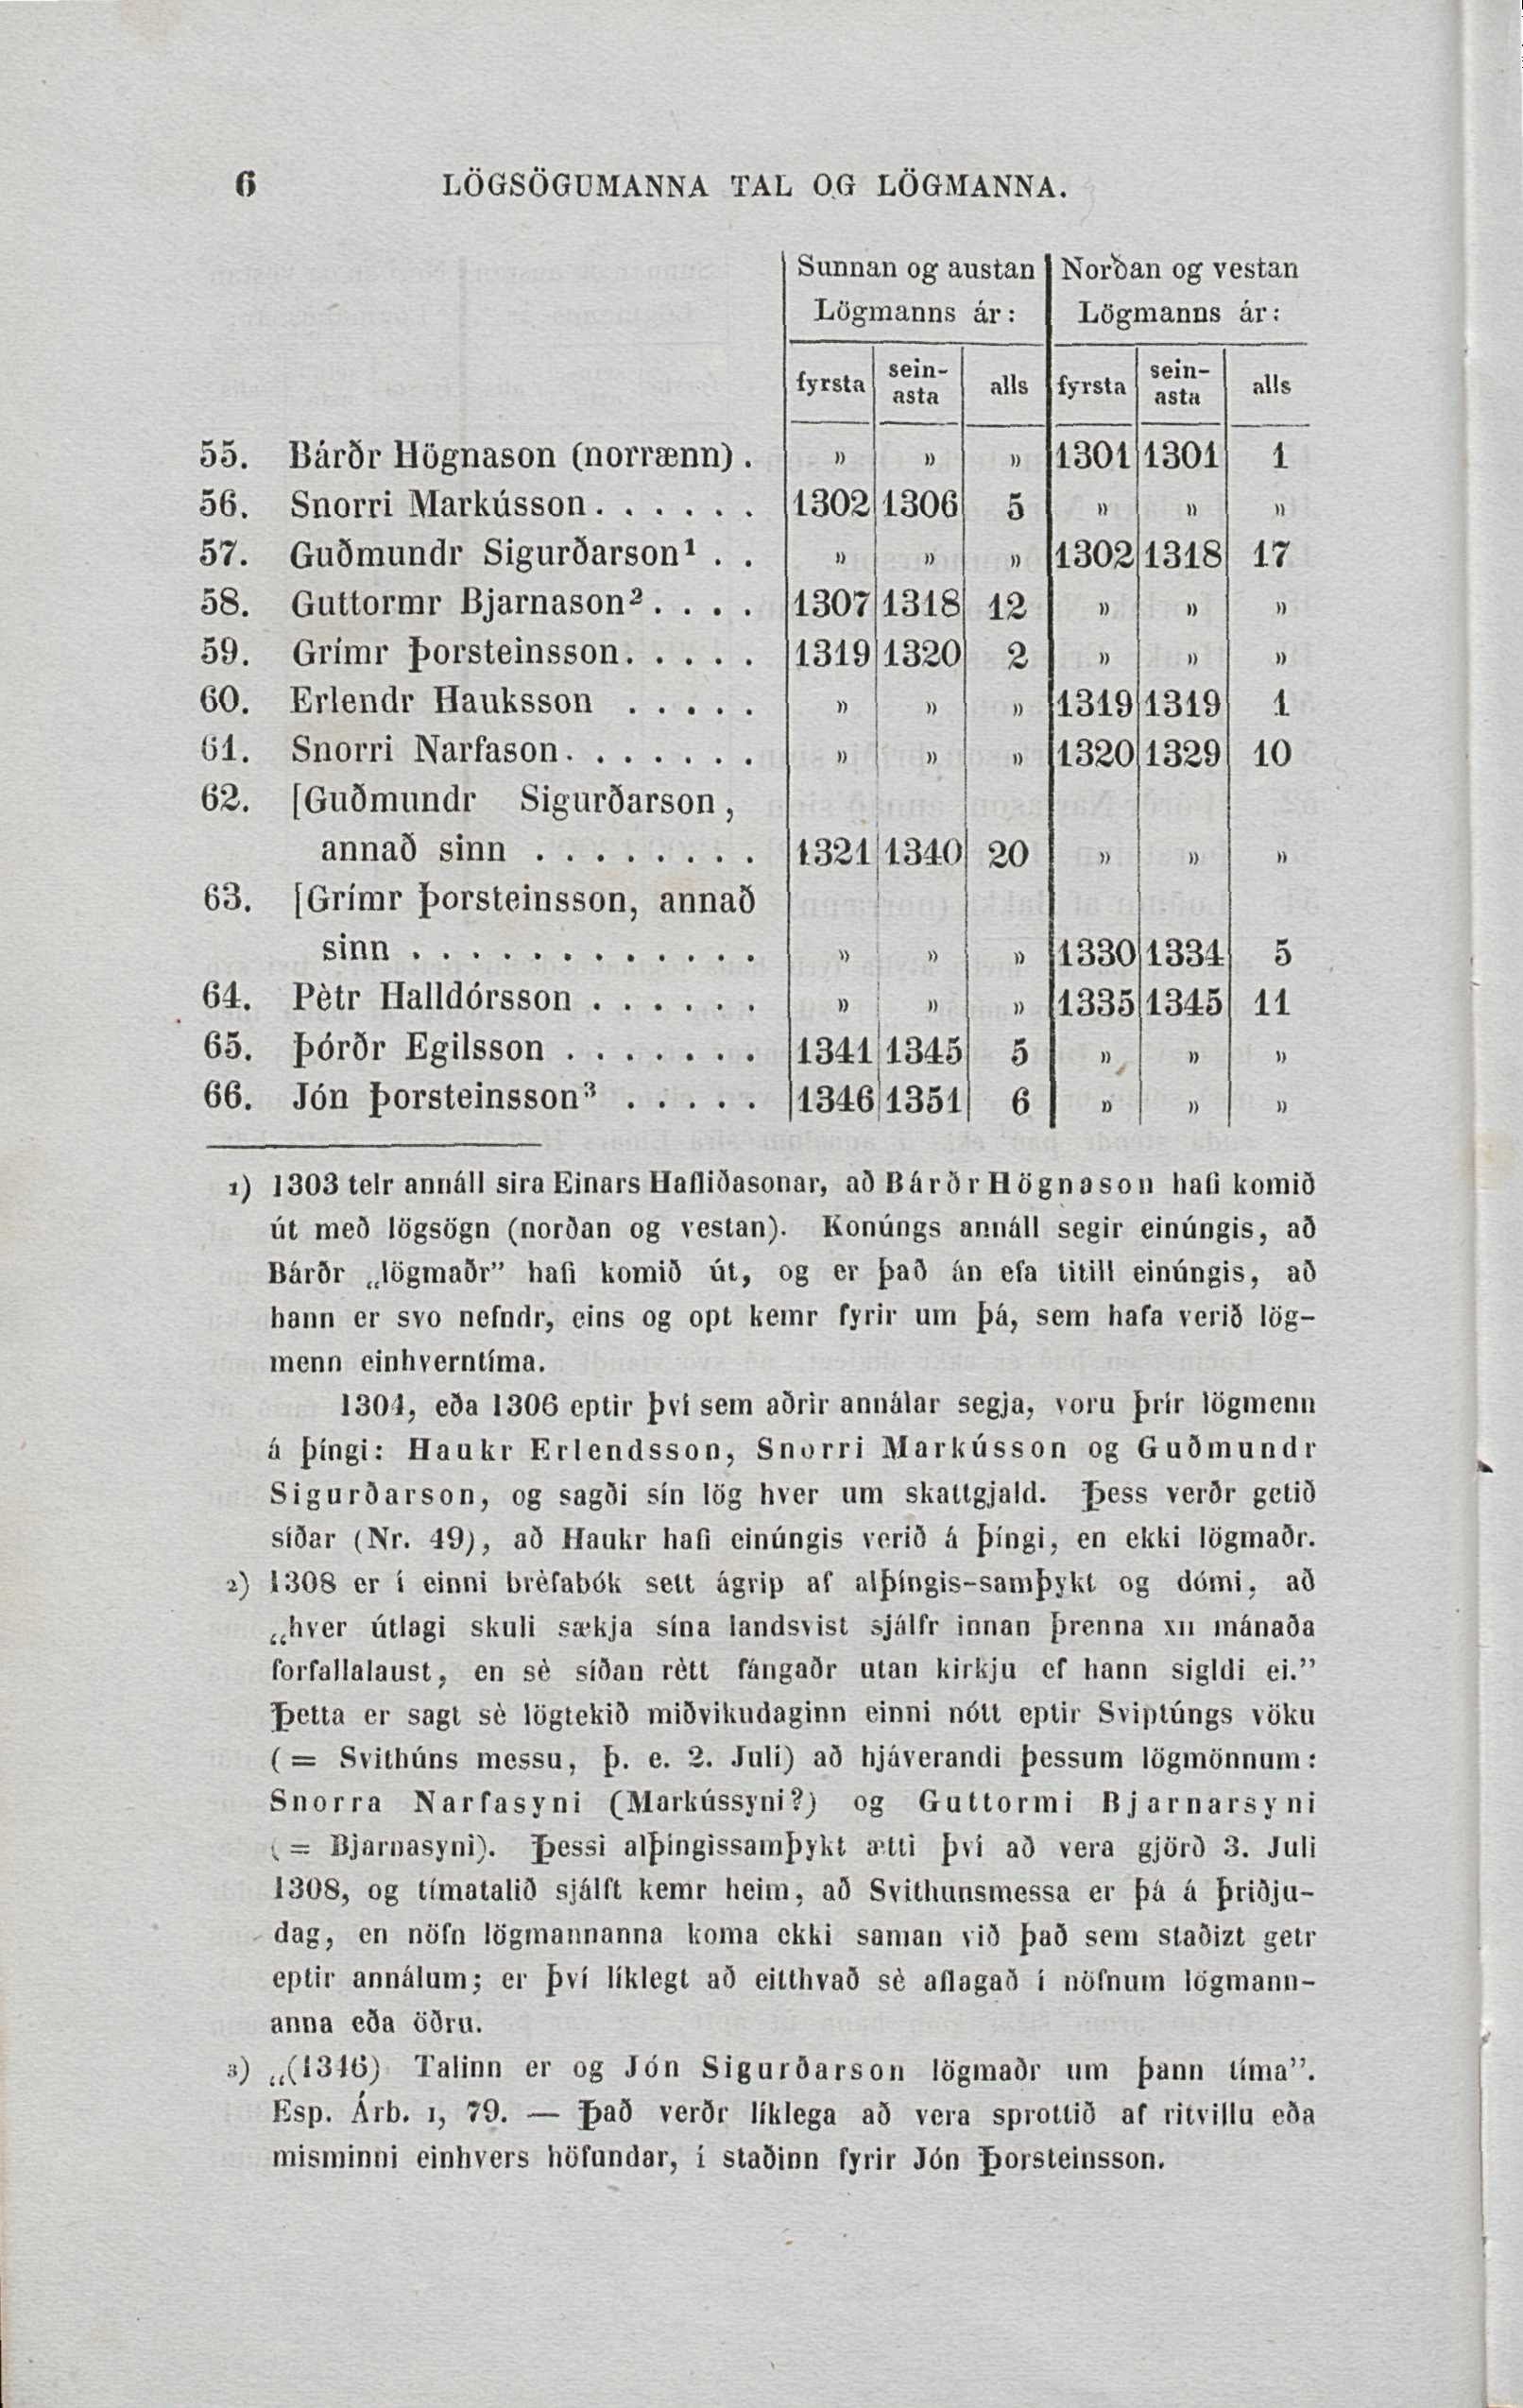 6 LÖGSÖGUMANNA TAL OG LÖGMANNA.
Sunnan og austan Norðan og vestan
Lögmanns ár: Lögmanns ár:
fyrsta sein-asta alls fyrsta sein-asta alls
55. Bárðr Högnason (norrænn) . » » » 1301 1301 1
56. Snorri Markússon . . . . . . 1302 1306 5 » » »
57. Guðmundr Sigurðarson¹ . . » » » 1302 1318 17
58. Guttormr Bjarnason² . . . . 1307 1318 12 » » »
59. Grímr Þorsteinsson . . . . . 1319 1320 2 » » »
60. Erlendr Hauksson . . . . . » » » 1319 1319 1
61. Snorri Narfason . . . . . . . » » » 1320 1329 10
62. [Guðmundr Sigurðarson,
annað sinn . . . . . . . . 1321 1340 20 » » »
63. [Grímr Þorsteinsson, annað
sinn . . . . . . . . . . . . » » » 1330 1334 5
64. Pètr Halldórsson . . . . . . » » » 1335 1345 11
65. Þórðr Egilsson . . . . . . . 1341 1345 5 » » »
66. Jón Þorsteinsson³ . . . . . 1346 1351 6 » » »
1) 1303 telr annáll sira Einars Hafliðasonar, að Bárðr Högnason hafi komið
út með lögsögn (norðan og vestan). Konúngs annáll segir einúngis, að
Bárðr „lögmaðr” hafi komið út, og er það án efa titill einúngis, að
hann er svo nefndr, eins og opt kemr fyrir um þá, sem hafa verið lög-
menn einhverntíma.
1304, eða 1306 eptir því sem aðrir annálar segja, voru þrír lögmenn
á þíngi: Haukr Erlendsson, Snorri Markússon og Guðmundr
Sigurðarson, og sagði sín lög hver um skattgjald. Þess verðr getið
síðar (Nr. 49), að Haukr hafi einúngis verið á þíngi, en ekki lögmaðr.
2) 1308 er í einni brèfabók sett ágrip af alþíngis-samþykt og dómi, að
„hver útlagi skuli sækja sína landsvist sjálfr innan þrenna XII mánaða
forfallalaust, en sè síðan rètt fángaðr utan kirkju ef hann sigldi ei.”
Þetta er sagt sè lögtekið miðvikudaginn einni nótt eptir Sviptúngs vöku
(= Svithúns messu, þ. e. 2. Juli) að hjáverandi þessum lögmönnum:
Snorra Narfasyni (Markússyni?) og Guttormi Bjarnarsyni
(= Bjarnasyni). Þessi alþíngissamþykt ætti því að vera gjörð 3. Juli
1308, og tímatalið sjálft kemr heim, að Svithunsmessa er þá á þriðju-
dag, en nöfn lögmannanna koma ekki saman við það sem staðizt getr
eptir annálum; er því líklegt að eitthvað sè aflagað í nöfnum lögmann-
anna eða öðru.
3) „(1346) Talinn er og Jón Sigurðarson lögmaðr um þann tíma”.
Esp. Árb. I, 79. — Það verðr líklega að vera sprottið af ritvillu eða
misminni einhvers höfundar, í staðinn fyrir Jón Þorsteinsson.